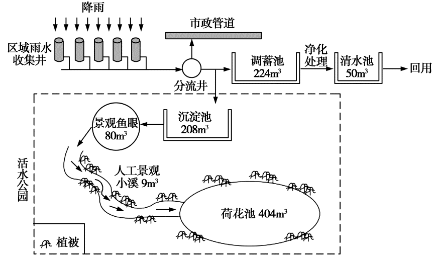 降雨
市政管道
区域雨水
收集井
分流井
调蓄池
224m³
净化
处理
清水池
50m³
回用
沉淀池
208m³
景观鱼眼
80m³
活水公园
人工景观
小溪 9m³
荷花池 404m³
植被